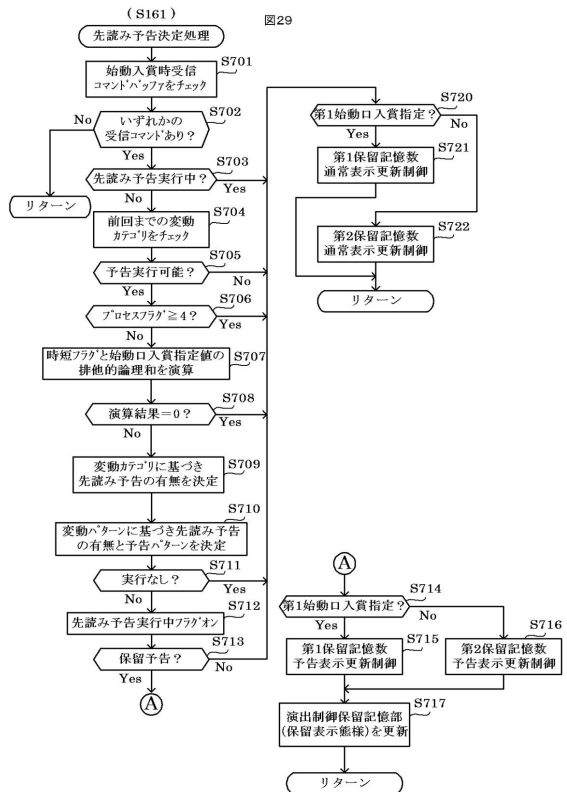 図29
(S161)
先読み予告決定処理
S701
始動入賞時受信
コマンドバッファをチェック
S702
いずれかの
受信コマンドあり?
No
Yes
リターン
S703
先読み予告実行中?
Yes
No
S704
前回までの変動
カテゴリをチェック
S705
予告実行可能?
No
Yes
S706
プロセスフラグ≧4?
Yes
No
S707
時短フラグと始動口入賞指定値の
排他的論理和を演算
S708
演算結果=0?
Yes
No
S709
変動カテゴリに基づき
先読み予告の有無を決定
S710
変動パターンに基づき先読み予告
の有無と予告パターンを決定
S711
実行なし?
Yes
No
S712
先読み予告実行中フラグオン
S713
保留予告?
No
Yes
A
S720
第1始動口入賞指定?
No
Yes
S721
第1保留記憶数
通常表示更新制御
S722
第2保留記憶数
通常表示更新制御
リターン
A
S714
第1始動口入賞指定?
No
Yes
S715
第1保留記憶数
予告表示更新制御
S716
第2保留記憶数
予告表示更新制御
S717
演出制御保留記憶部
(保留表示態様)を更新
リターン